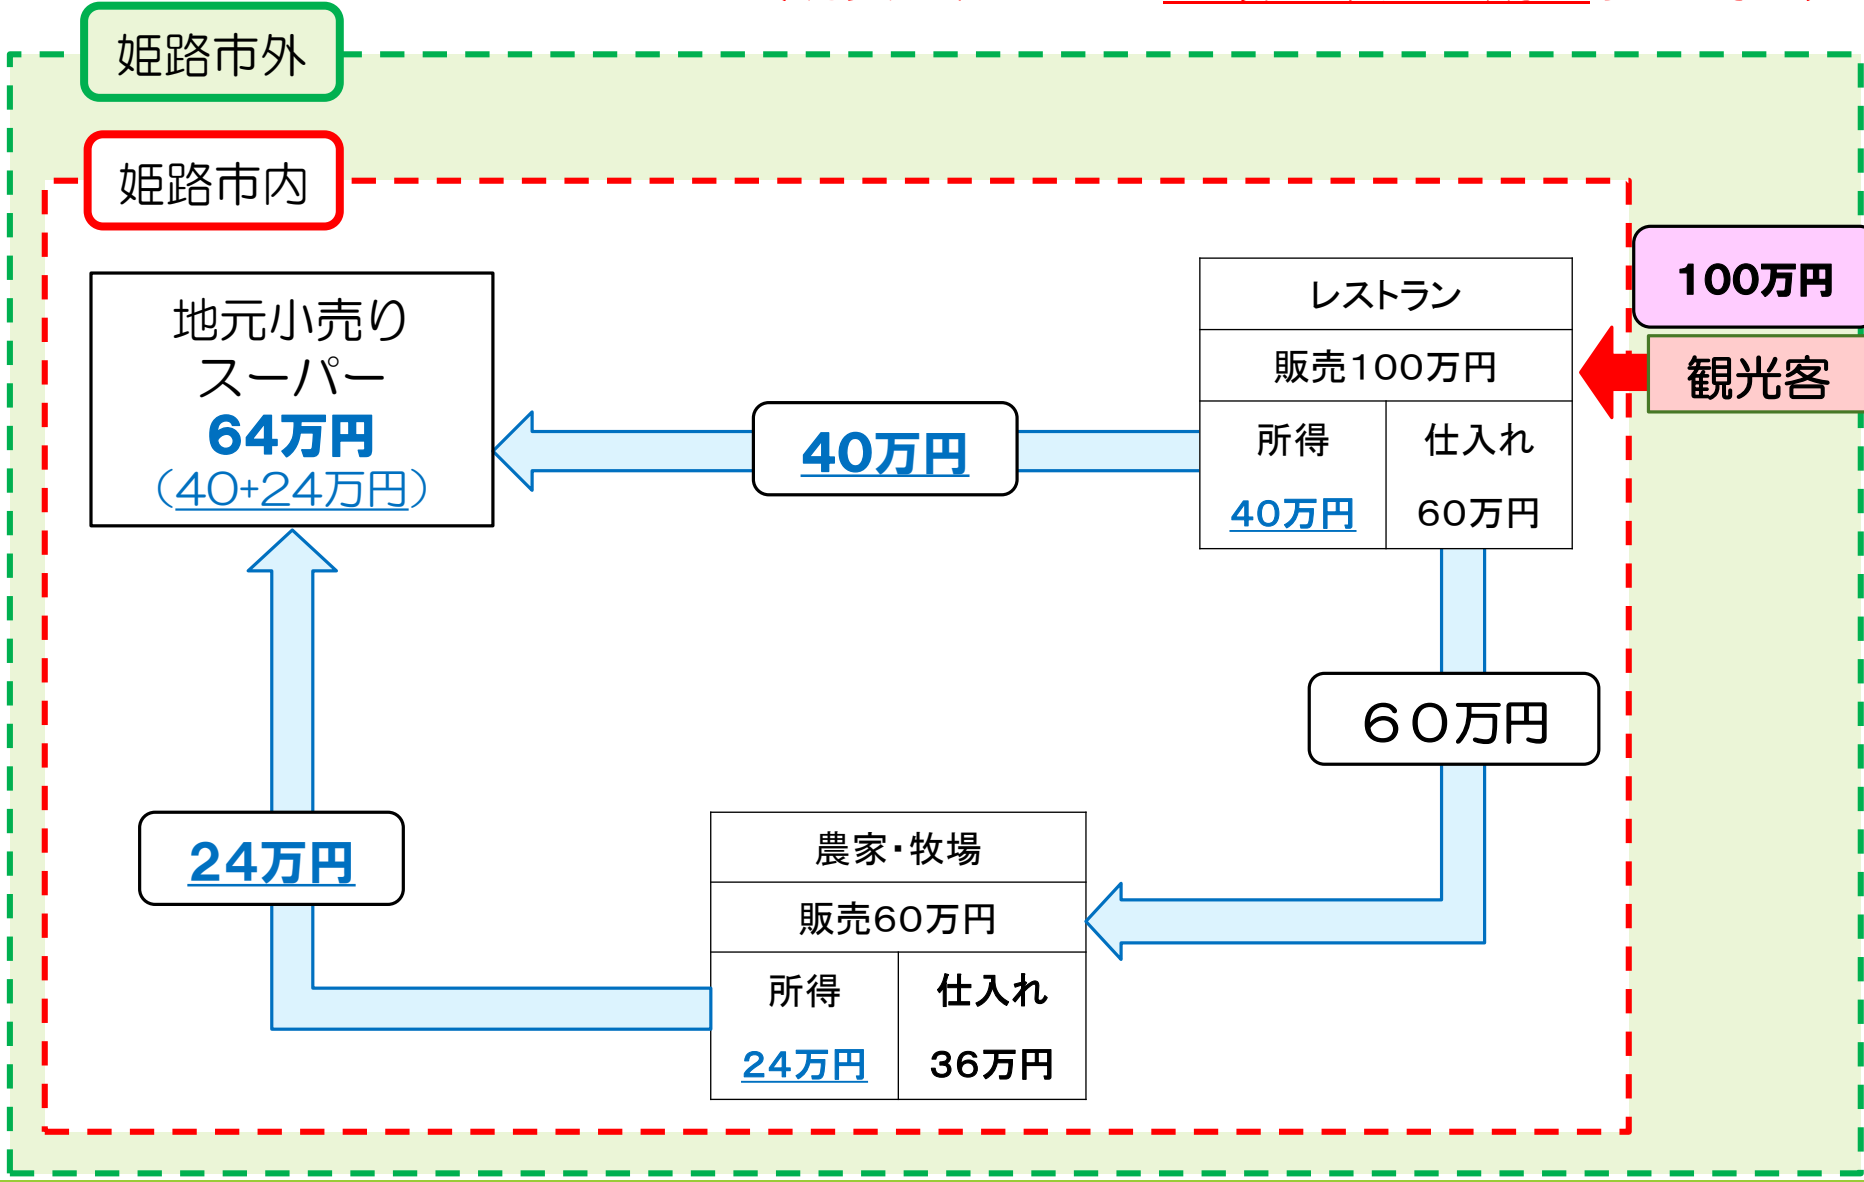 姫路市外
姫路市内
地元小売り
スーパー
64万円
（40+24万円）
40万円
レストラン
販売100万円
所得 仕入れ
40万円 60万円
100万円
観光客
60万円
24万円
農家・牧場
販売60万円
所得 仕入れ
24万円 36万円